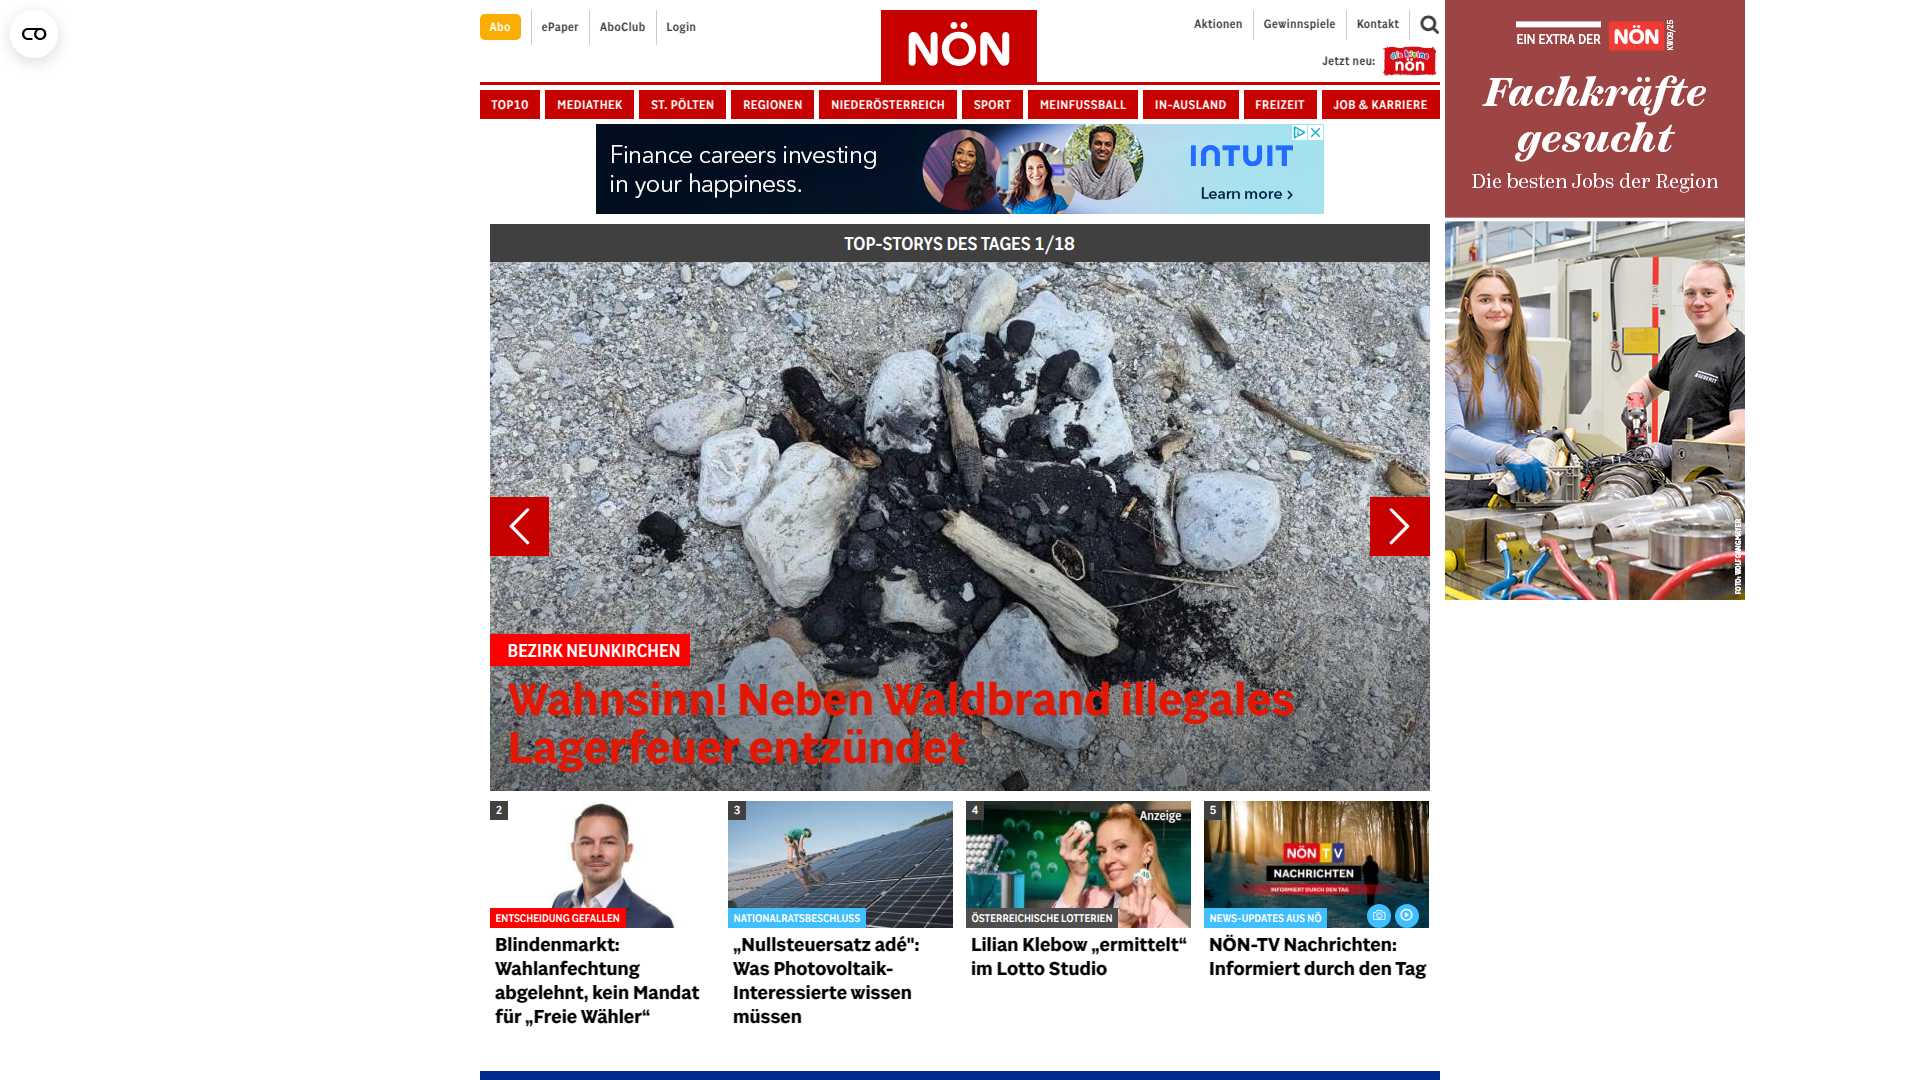 Abo
ePaper
AboClub
Login
NÖN
Aktionen
Gewinnspiele
Kontakt
Jetzt neu:
die kleine
nön
TOP10
MEDIATHEK
ST. PÖLTEN
REGIONEN
NIEDERÖSTERREICH
SPORT
MEINFUSSBALL
IN-AUSLAND
FREIZEIT
JOB & KARRIERE
Finance careers investing
in your happiness.
INTUIT
Learn more ›
EIN EXTRA DER NÖN
KW09/25
Fachkräfte
gesucht
Die besten Jobs der Region
FOTO: WOLFGANG MAYER
TOP-STORYS DES TAGES 1/18
BEZIRK NEUNKIRCHEN
Wahnsinn! Neben Waldbrand illegales
Lagerfeuer entzündet
2
ENTSCHEIDUNG GEFALLEN
Blindenmarkt:
Wahlanfechtung
abgelehnt, kein Mandat
für „Freie Wähler“
3
NATIONALRATSBESCHLUSS
„Nullsteuersatz adé":
Was Photovoltaik-
Interessierte wissen
müssen
4
Anzeige
ÖSTERREICHISCHE LOTTERIEN
Lilian Klebow „ermittelt“
im Lotto Studio
5
NÖN TV
NACHRICHTEN
INFORMIERT DURCH DEN TAG
NEWS-UPDATES AUS NÖ
NÖN-TV Nachrichten:
Informiert durch den Tag